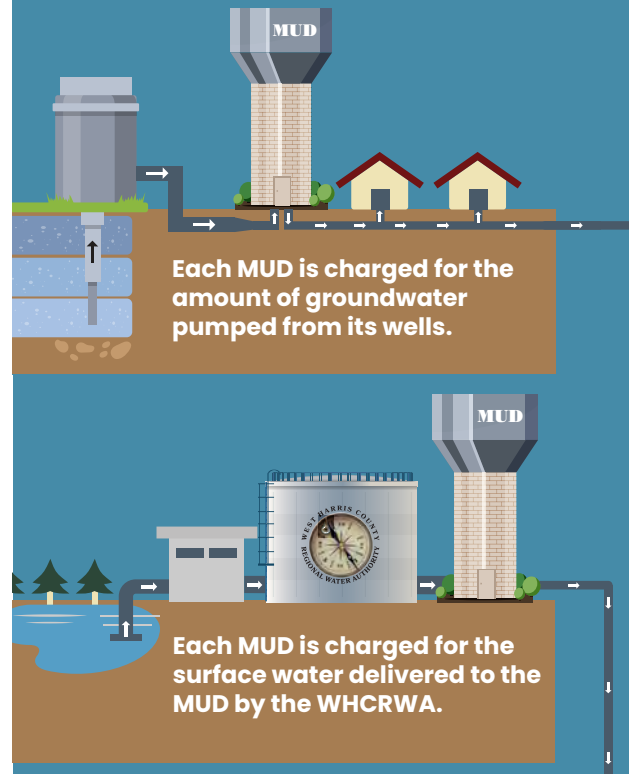 MUD
Each MUD is charged for the
amount of groundwater
pumped from its wells.
MUD
WEST HARRIS COUNTY
REGIONAL WATER AUTHORITY
Each MUD is charged for the
surface water delivered to the
MUD by the WHCRWA.